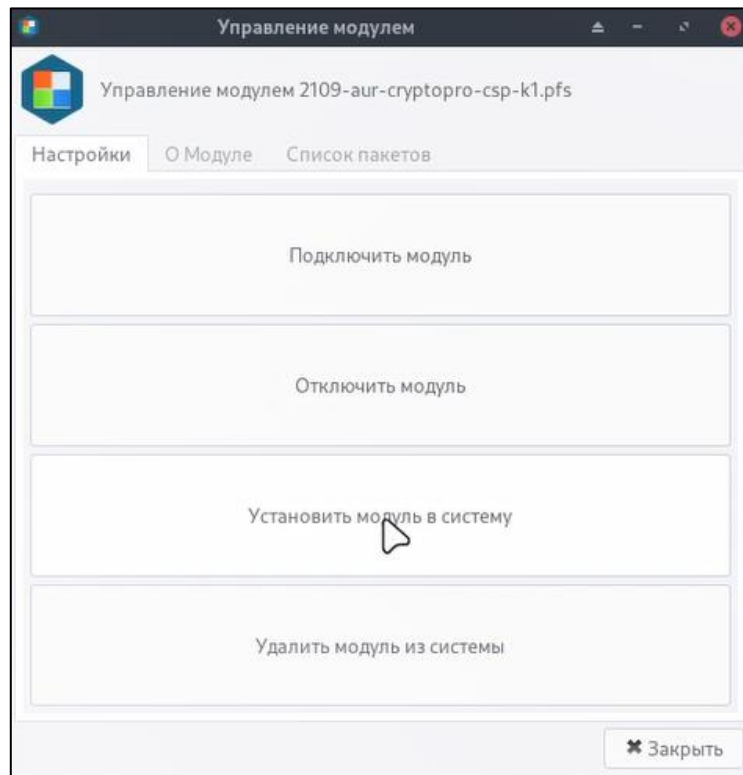 Управление модулем
Управление модулем 2109-aur-cryptopro-csp-k1.pfs
Настройки О Модуле Список пакетов
Подключить модуль
Отключить модуль
Установить модуль в систему
Удалить модуль из системы
Закрыть